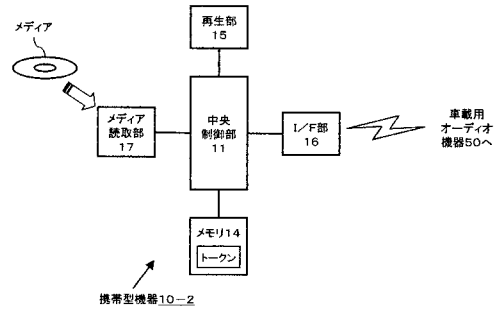 メディア
再生部
15
メディア
読取部
17
中央
制御部
11
I/F部
16
車載用
オーディオ
機器50へ
メモリ14
トークン
携帯型機器10-2